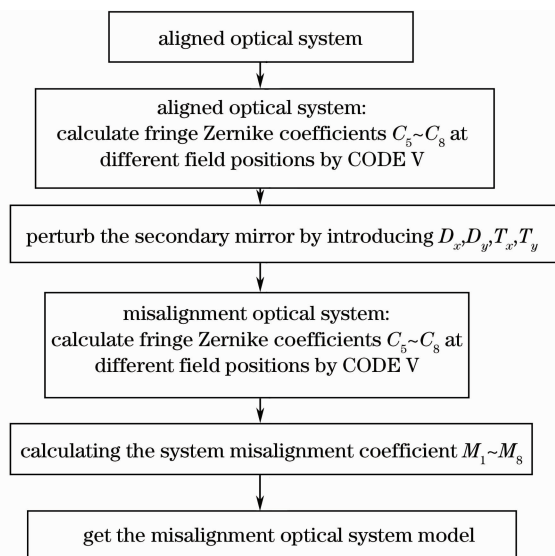 aligned optical system
aligned optical system:
calculate fringe Zernike coefficients C₅~C₈ at
different field positions by CODE V
perturb the secondary mirror by introducing Dₓ,Dᵧ,Tₓ,Tᵧ
misalignment optical system:
calculate fringe Zernike coefficients C₅~C₈ at
different field positions by CODE V
calculating the system misalignment coefficient M₁~M₈
get the misalignment optical system model